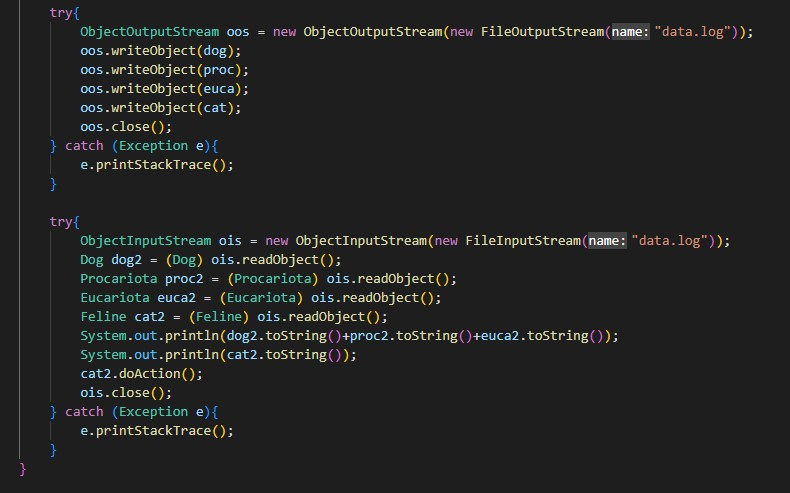 try{
ObjectOutputStream oos = new ObjectOutputStream(new FileOutputStream(name: "data.log"));
oos.writeObject(dog);
oos.writeObject(proc);
oos.writeObject(euca);
oos.writeObject(cat);
oos.close();
} catch (Exception e){
e.printStackTrace();
}
try{
ObjectInputStream ois = new ObjectInputStream(new FileInputStream(name: "data.log"));
Dog dog2 = (Dog) ois.readObject();
Procariota proc2 = (Procariota) ois.readObject();
Eucariota euca2 = (Eucariota) ois.readObject();
Feline cat2 = (Feline) ois.readObject();
System.out.println(dog2.toString()+proc2.toString()+euca2.toString());
System.out.println(cat2.toString());
cat2.doAction();
ois.close();
} catch (Exception e){
e.printStackTrace();
}
}